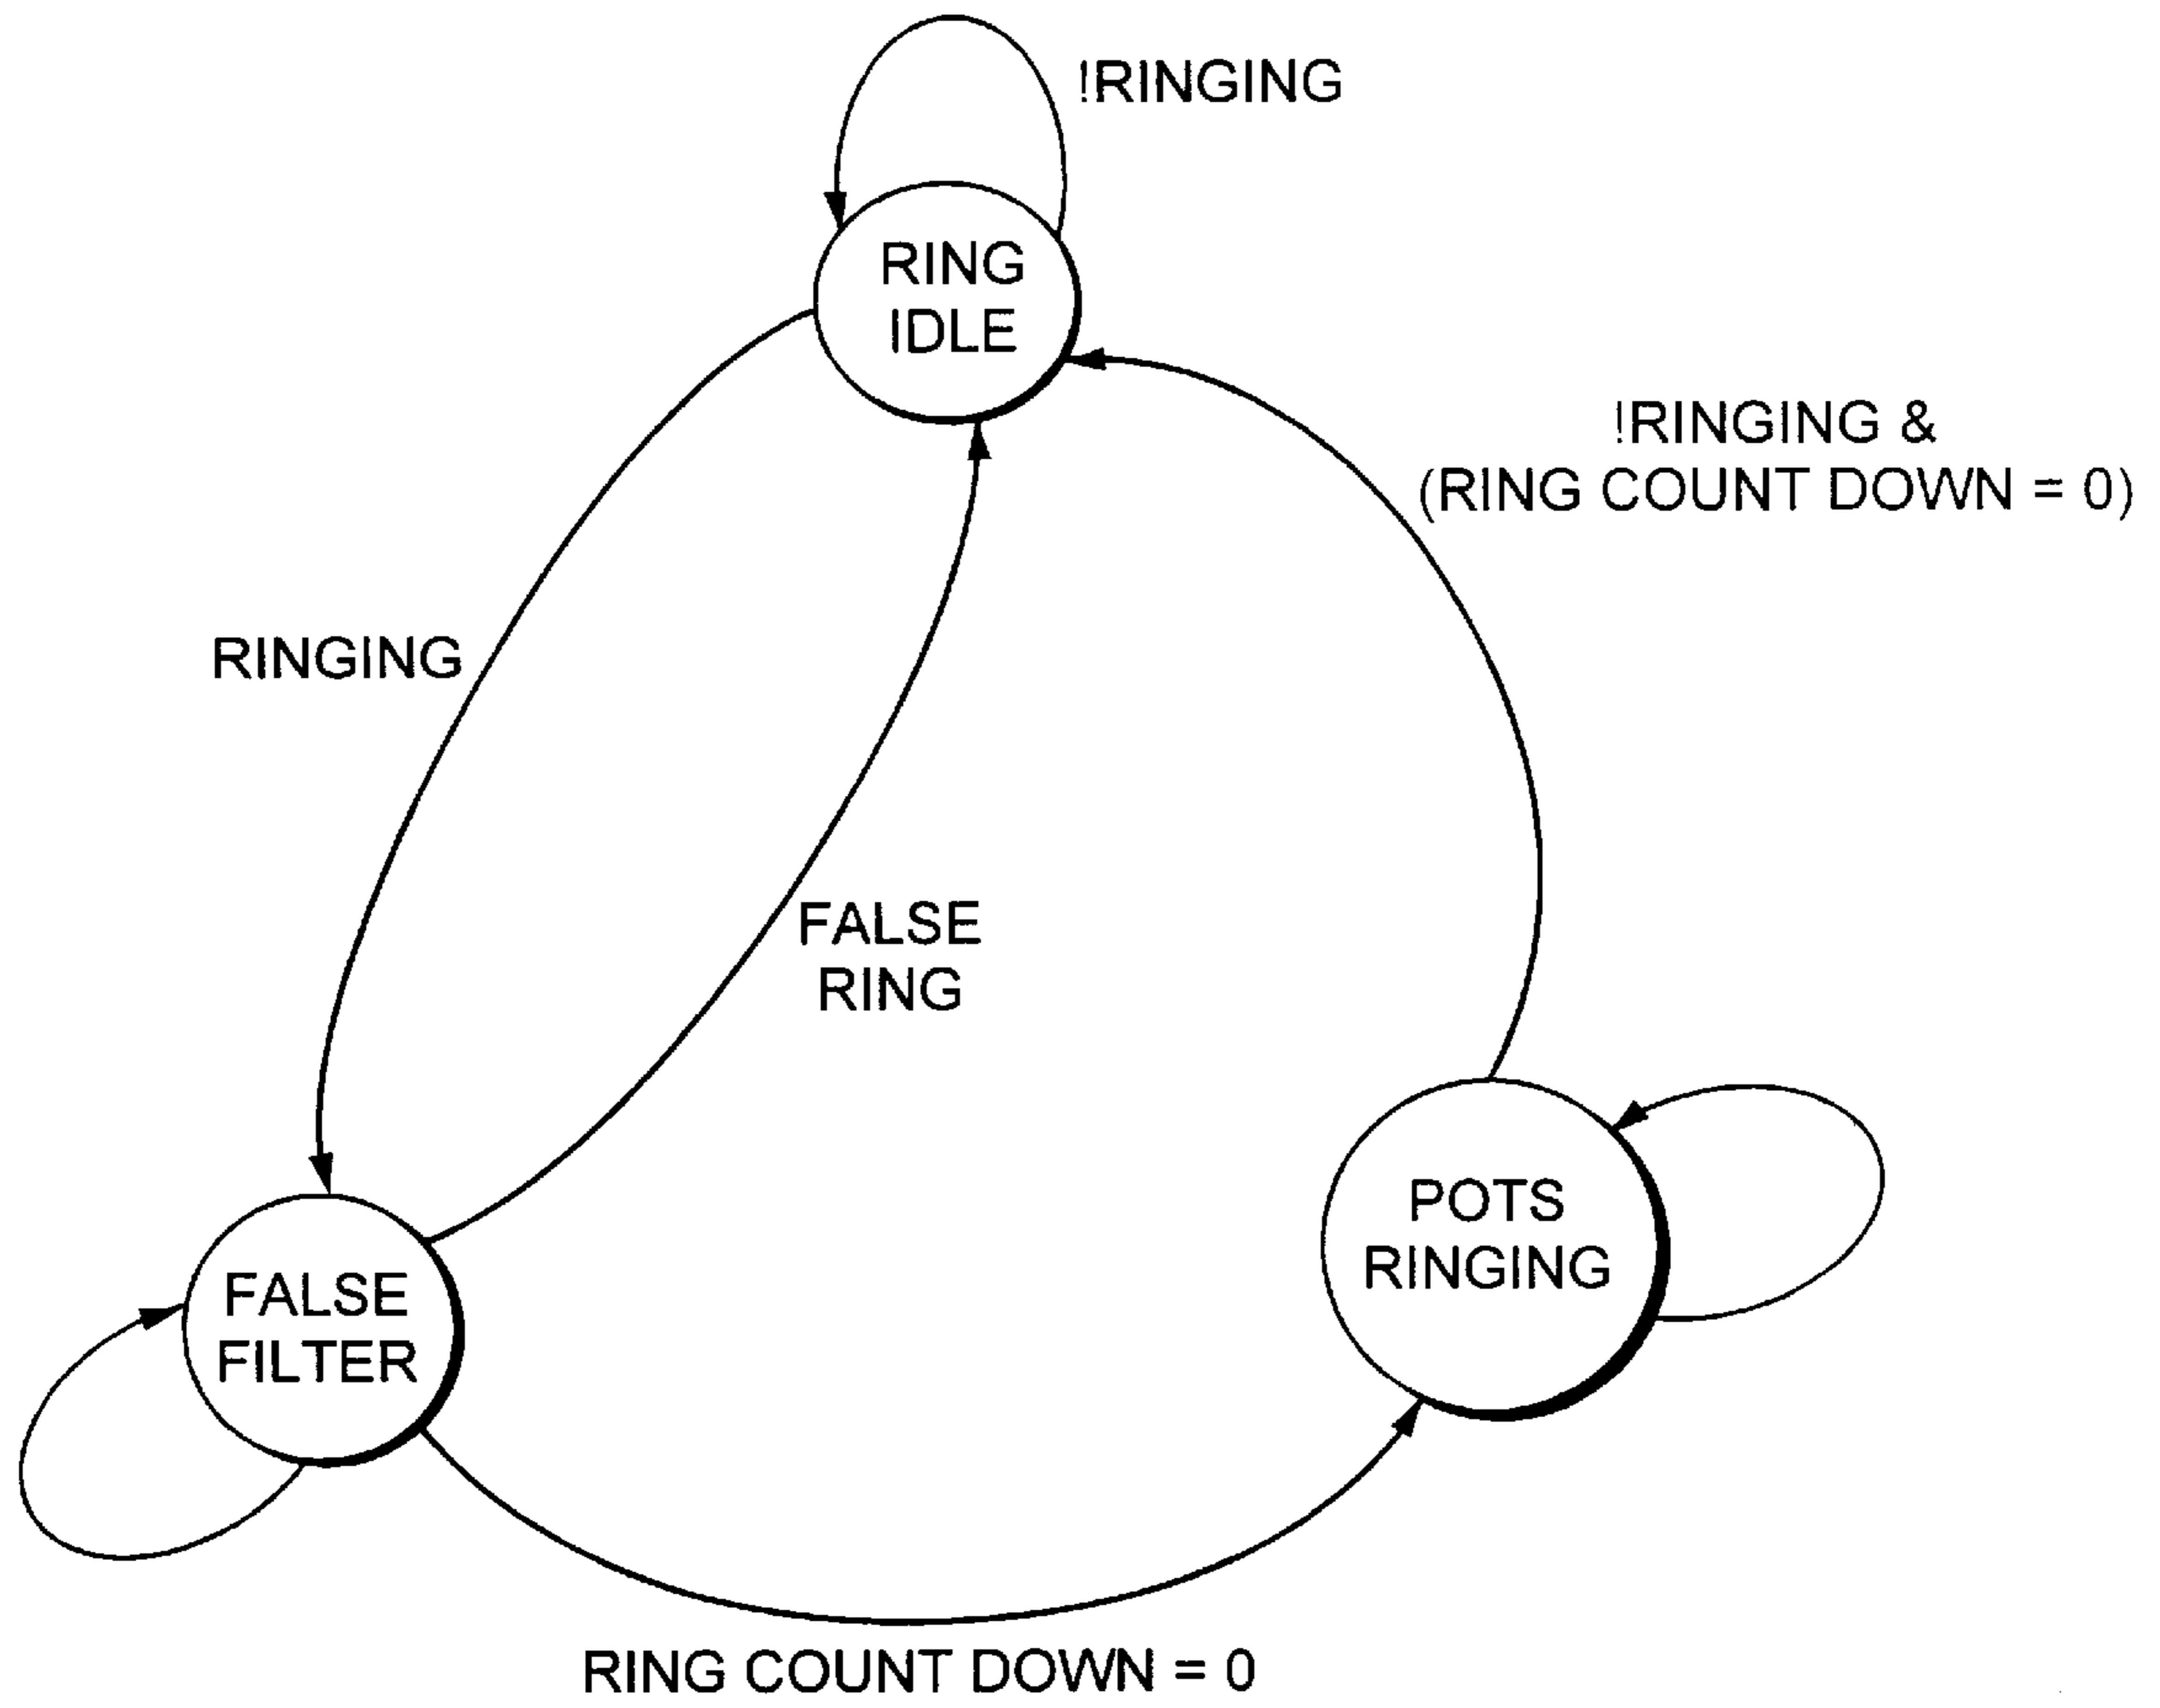 !RINGING
RING
IDLE
!RINGING &
(RING COUNT DOWN = 0)
RINGING
FALSE
RING
POTS
RINGING
FALSE
FILTER
RING COUNT DOWN = 0